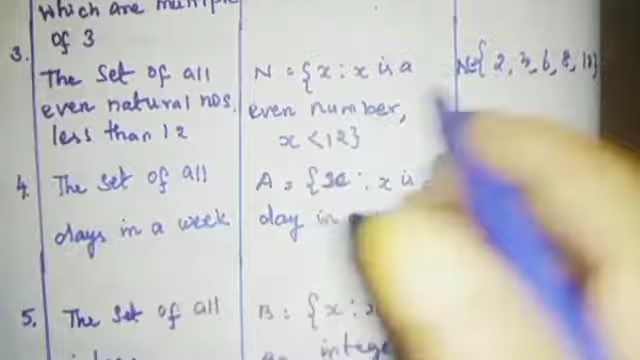 which are multiple
of 3
3.
The set of all
even natural nos.
less than 12
N = {x : x is a
even number,
x < 12}
N={ 2, 4, 6, 8, 10}
4. The set of all
days in a week
A = {x : x is
day in
5. The set of all
B = {x : x
an integer